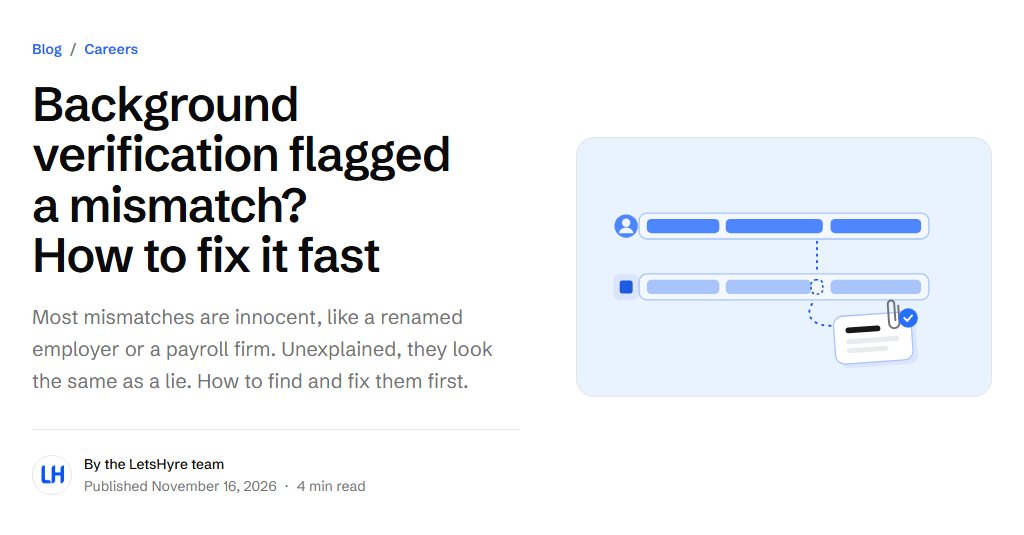 Blog / Careers
Background
verification flagged
a mismatch?
How to fix it fast
Most mismatches are innocent, like a renamed
employer or a payroll firm. Unexplained, they look
the same as a lie. How to find and fix them first.
LH
By the LetsHyre team
Published November 16, 2026 · 4 min read